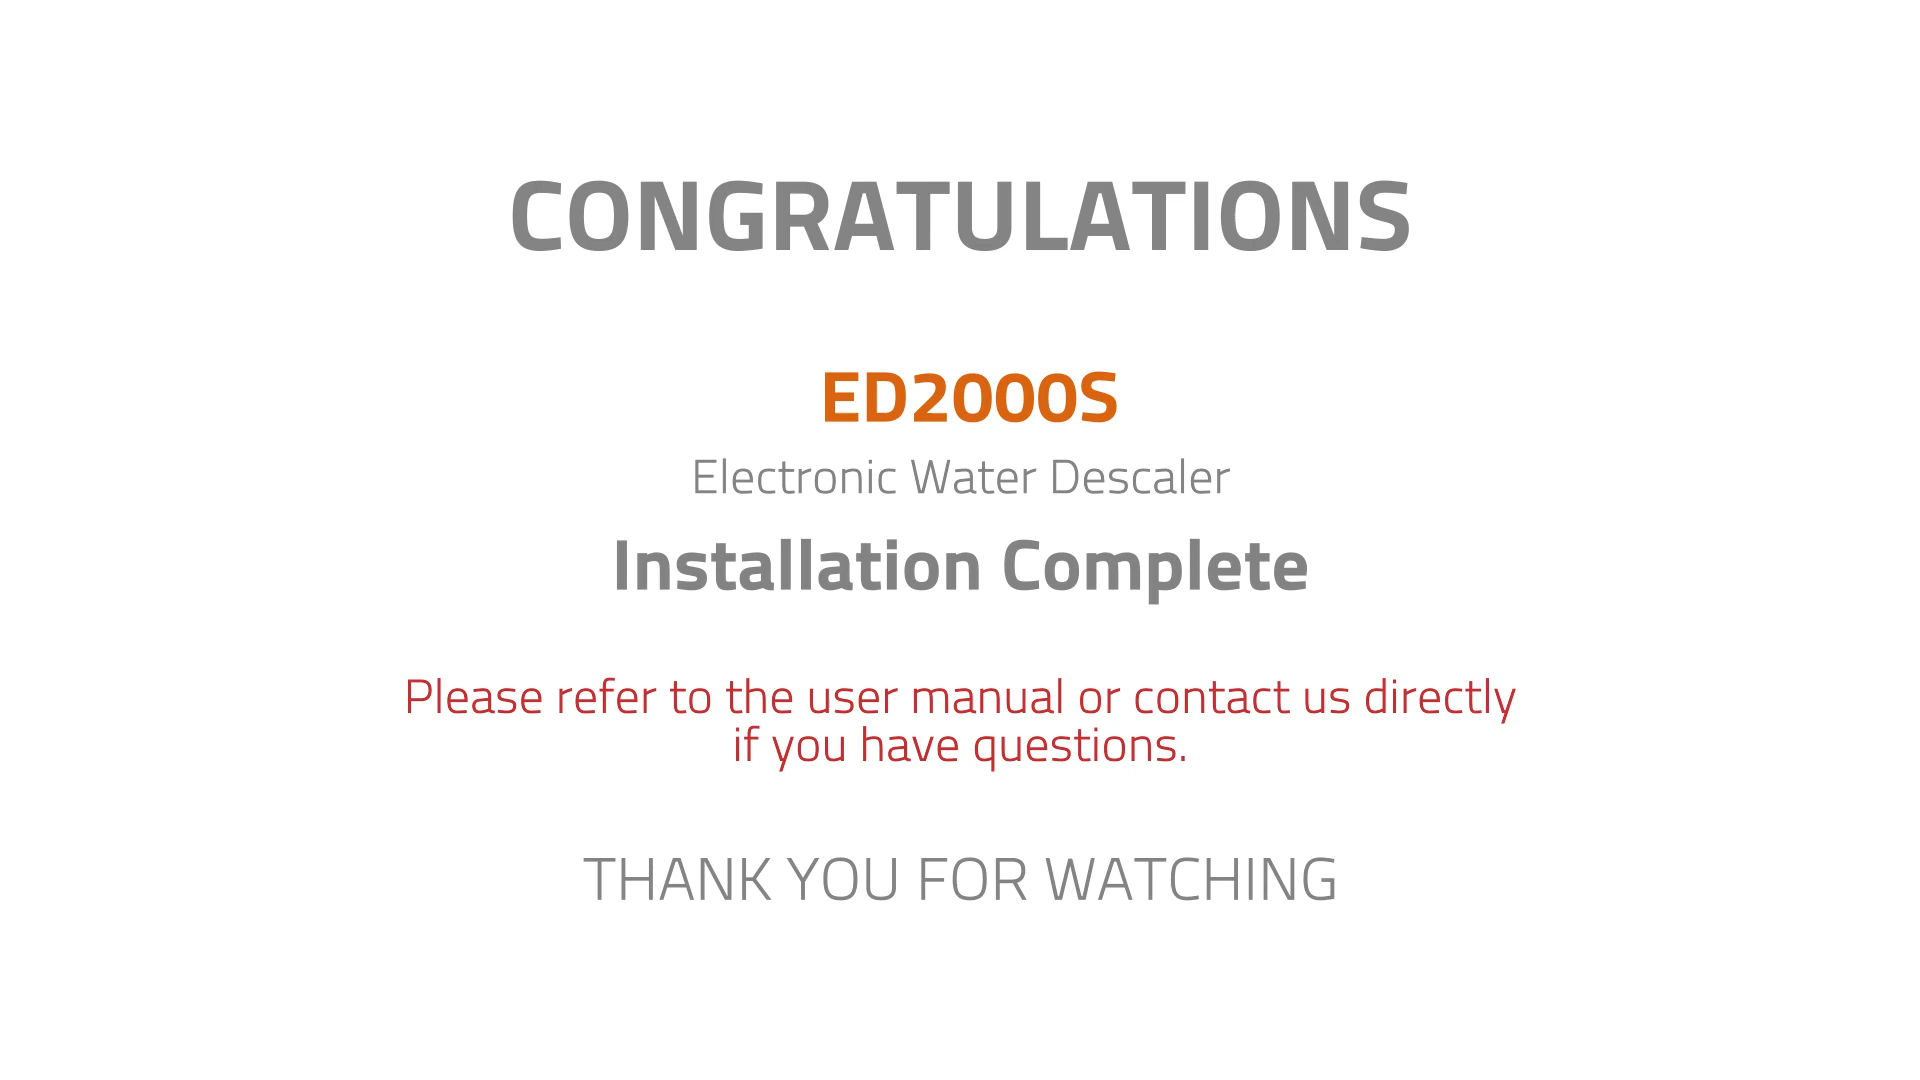 CONGRATULATIONS
ED2000S
Electronic Water Descaler
Installation Complete
Please refer to the user manual or contact us directly
if you have questions.
THANK YOU FOR WATCHING